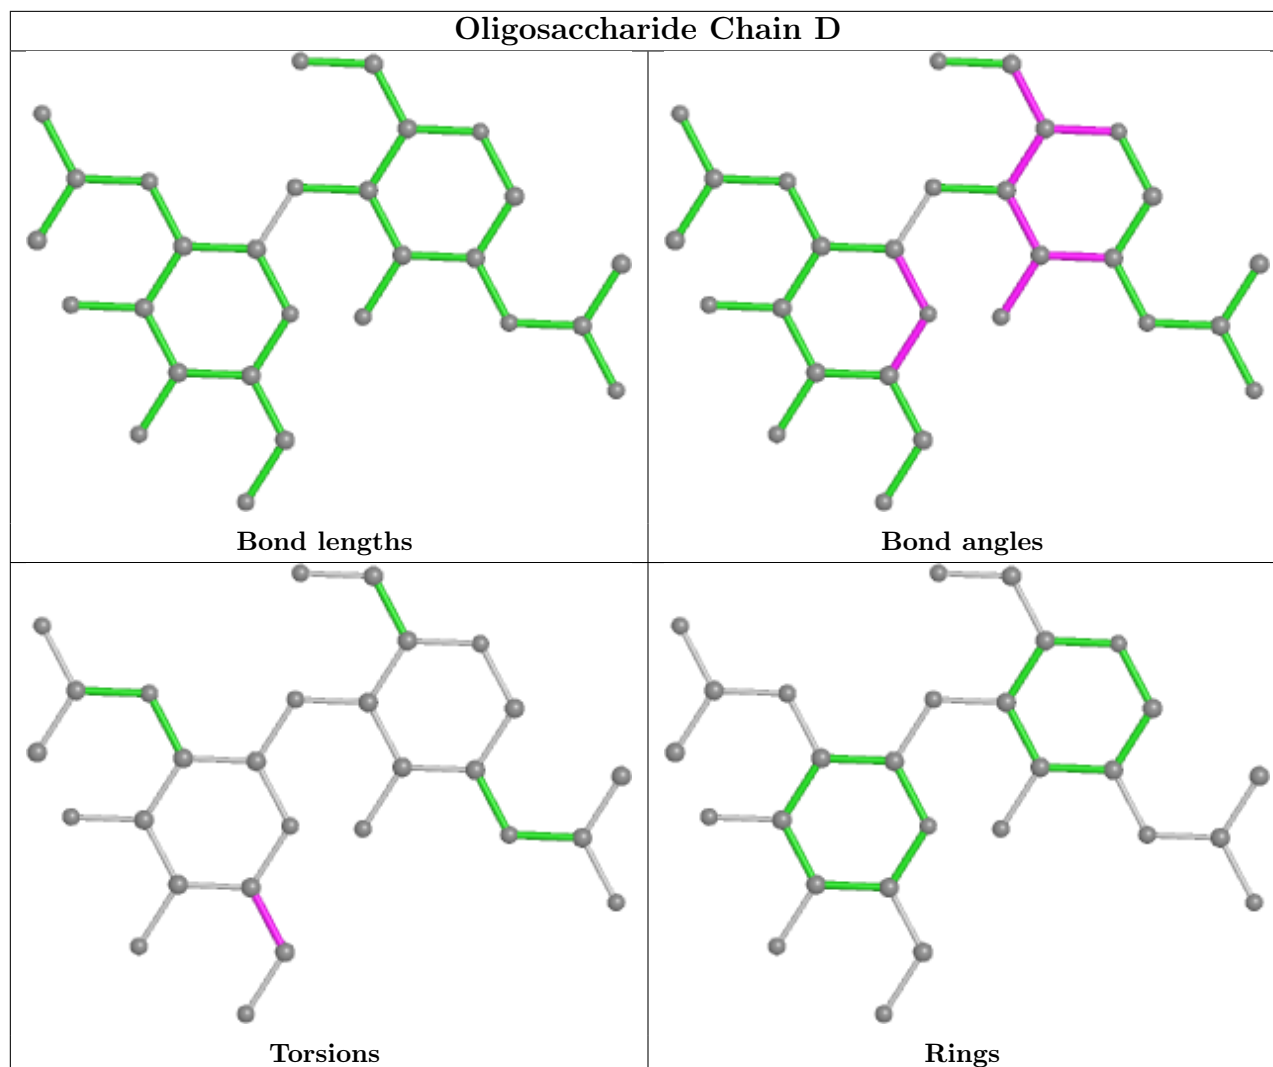 Oligosaccharide Chain D
Bond lengths
Bond angles
Torsions
Rings